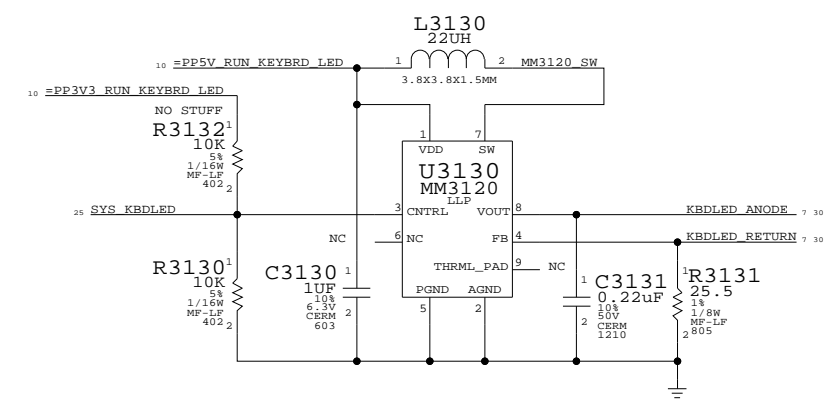 L3130
22UH
10 =PP5V_RUN_KEYBRD_LED 1 2 MM3120_SW
3.8X3.8X1.5MM
10 =PP3V3_RUN_KEYBRD_LED
NO STUFF
R3132 1
10K
5%
1/16W
MF-LF
402 2
1 7
VDD SW
U3130
MM3120
LLP
25 SYS_KBDLED 3 CNTRL VOUT 8 KBDLED_ANODE 7 30
NC 6 NC FB 4 KBDLED_RETURN 7 30
THRML_PAD 9 NC
PGND AGND
5 2
R3130 1
10K
5%
1/16W
MF-LF
402 2
C3130 1
1UF
10%
6.3V
CERM
603 2
1 C3131
0.22uF
10%
50V
2 CERM
1210
1 R3131
25.5
1%
1/8W
MF-LF
2 805